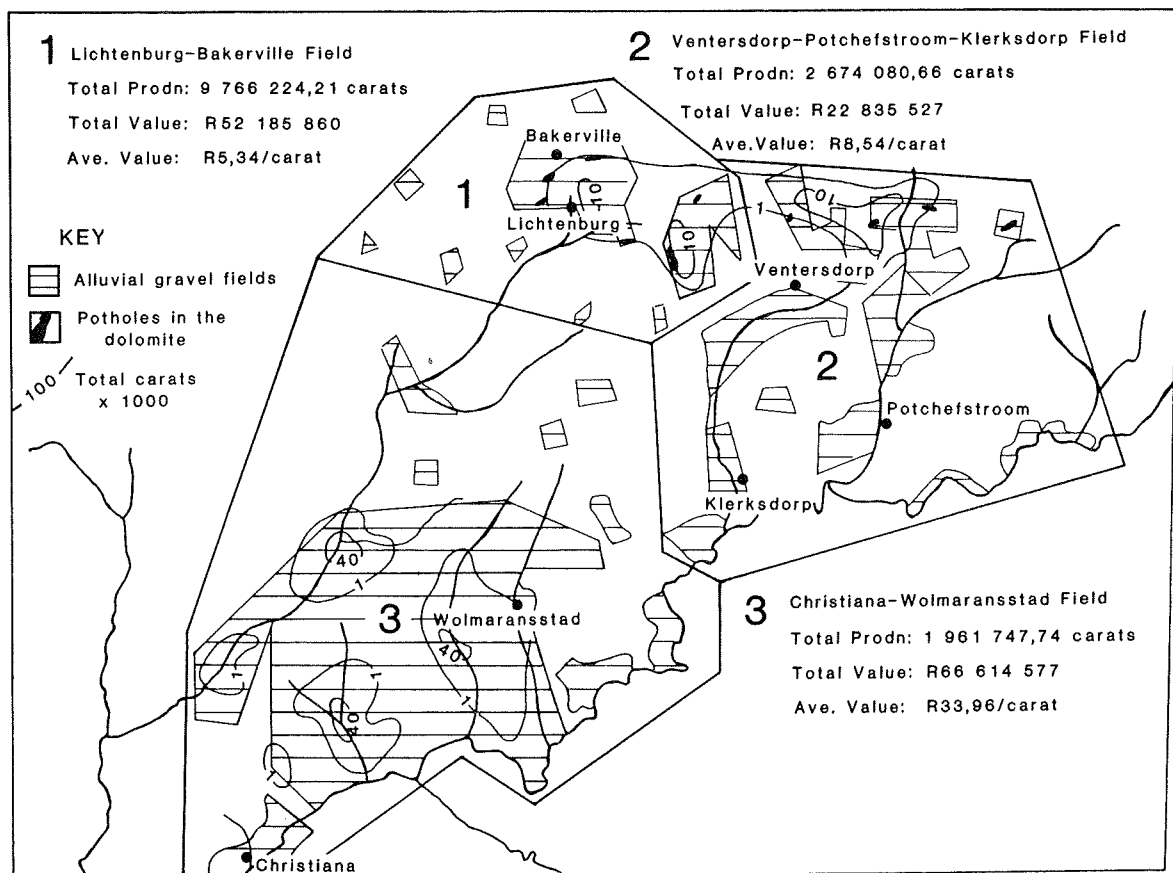 1 Lichtenburg-Bakerville Field
Total Prodn: 9 766 224,21 carats
Total Value: R52 185 860
Ave. Value: R5,34/carat
2 Ventersdorp-Potchefstroom-Klerksdorp Field
Total Prodn: 2 674 080,66 carats
Total Value: R22 835 527
Ave.Value: R8,54/carat
Bakerville
1
10
Lichtenburg
10
1
10
KEY
Alluvial gravel fields
Potholes in the
dolomite
-100-
Total carats
x 1000
Ventersdorp
2
Potchefstroom
Klerksdorp
40
1
3
Wolmaransstad
40
1
1
1
40
1
Christiana
3 Christiana-Wolmaransstad Field
Total Prodn: 1 961 747,74 carats
Total Value: R66 614 577
Ave. Value: R33,96/carat